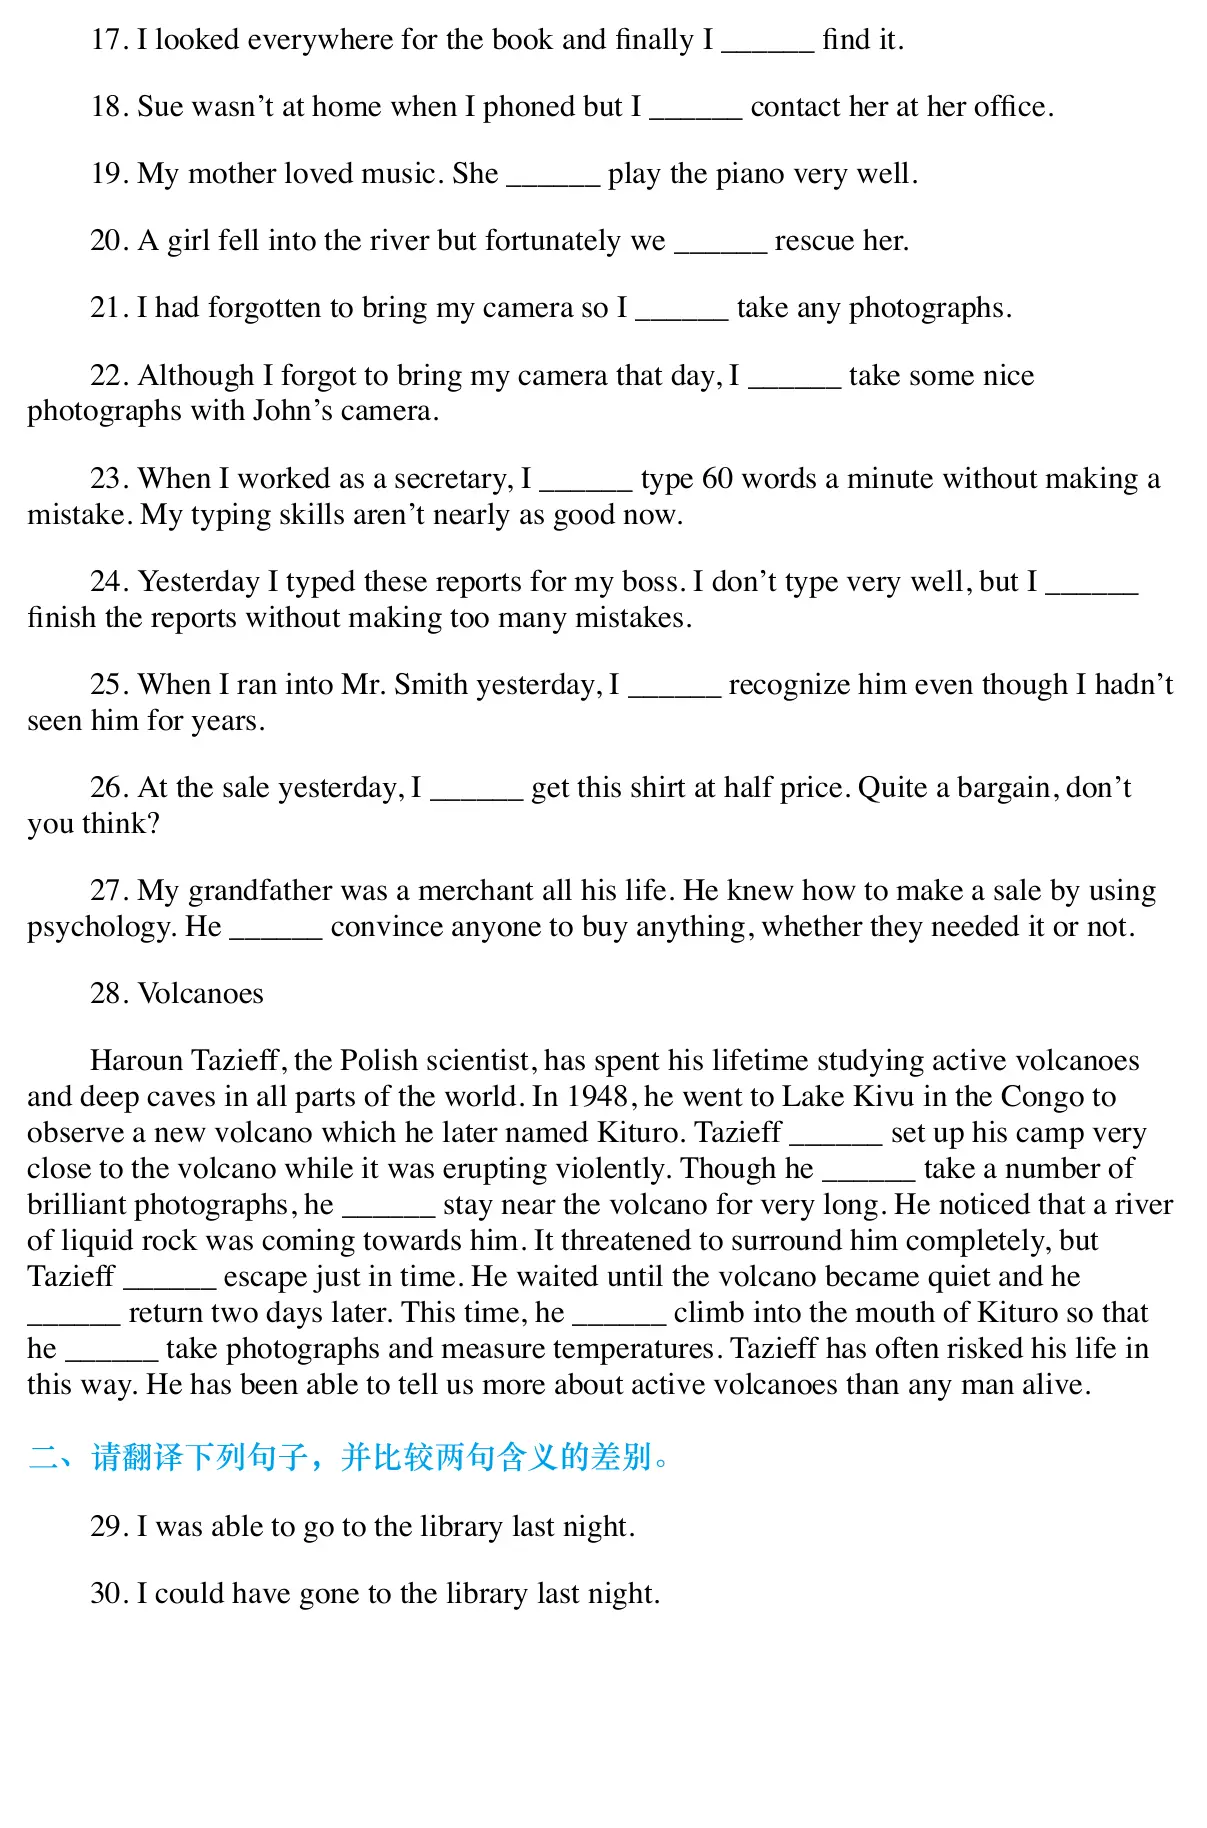 17. I looked everywhere for the book and finally I ______ find it.
18. Sue wasn’t at home when I phoned but I ______ contact her at her office.
19. My mother loved music. She ______ play the piano very well.
20. A girl fell into the river but fortunately we ______ rescue her.
21. I had forgotten to bring my camera so I ______ take any photographs.
22. Although I forgot to bring my camera that day, I ______ take some nice
photographs with John’s camera.
23. When I worked as a secretary, I ______ type 60 words a minute without making a
mistake. My typing skills aren’t nearly as good now.
24. Yesterday I typed these reports for my boss. I don’t type very well, but I ______
finish the reports without making too many mistakes.
25. When I ran into Mr. Smith yesterday, I ______ recognize him even though I hadn’t
seen him for years.
26. At the sale yesterday, I ______ get this shirt at half price. Quite a bargain, don’t
you think?
27. My grandfather was a merchant all his life. He knew how to make a sale by using
psychology. He ______ convince anyone to buy anything, whether they needed it or not.
28. Volcanoes
Haroun Tazieff, the Polish scientist, has spent his lifetime studying active volcanoes
and deep caves in all parts of the world. In 1948, he went to Lake Kivu in the Congo to
observe a new volcano which he later named Kituro. Tazieff ______ set up his camp very
close to the volcano while it was erupting violently. Though he ______ take a number of
brilliant photographs, he ______ stay near the volcano for very long. He noticed that a river
of liquid rock was coming towards him. It threatened to surround him completely, but
Tazieff ______ escape just in time. He waited until the volcano became quiet and he
______ return two days later. This time, he ______ climb into the mouth of Kituro so that
he ______ take photographs and measure temperatures. Tazieff has often risked his life in
this way. He has been able to tell us more about active volcanoes than any man alive.
二、请翻译下列句子，并比较两句含义的差别。
29. I was able to go to the library last night.
30. I could have gone to the library last night.